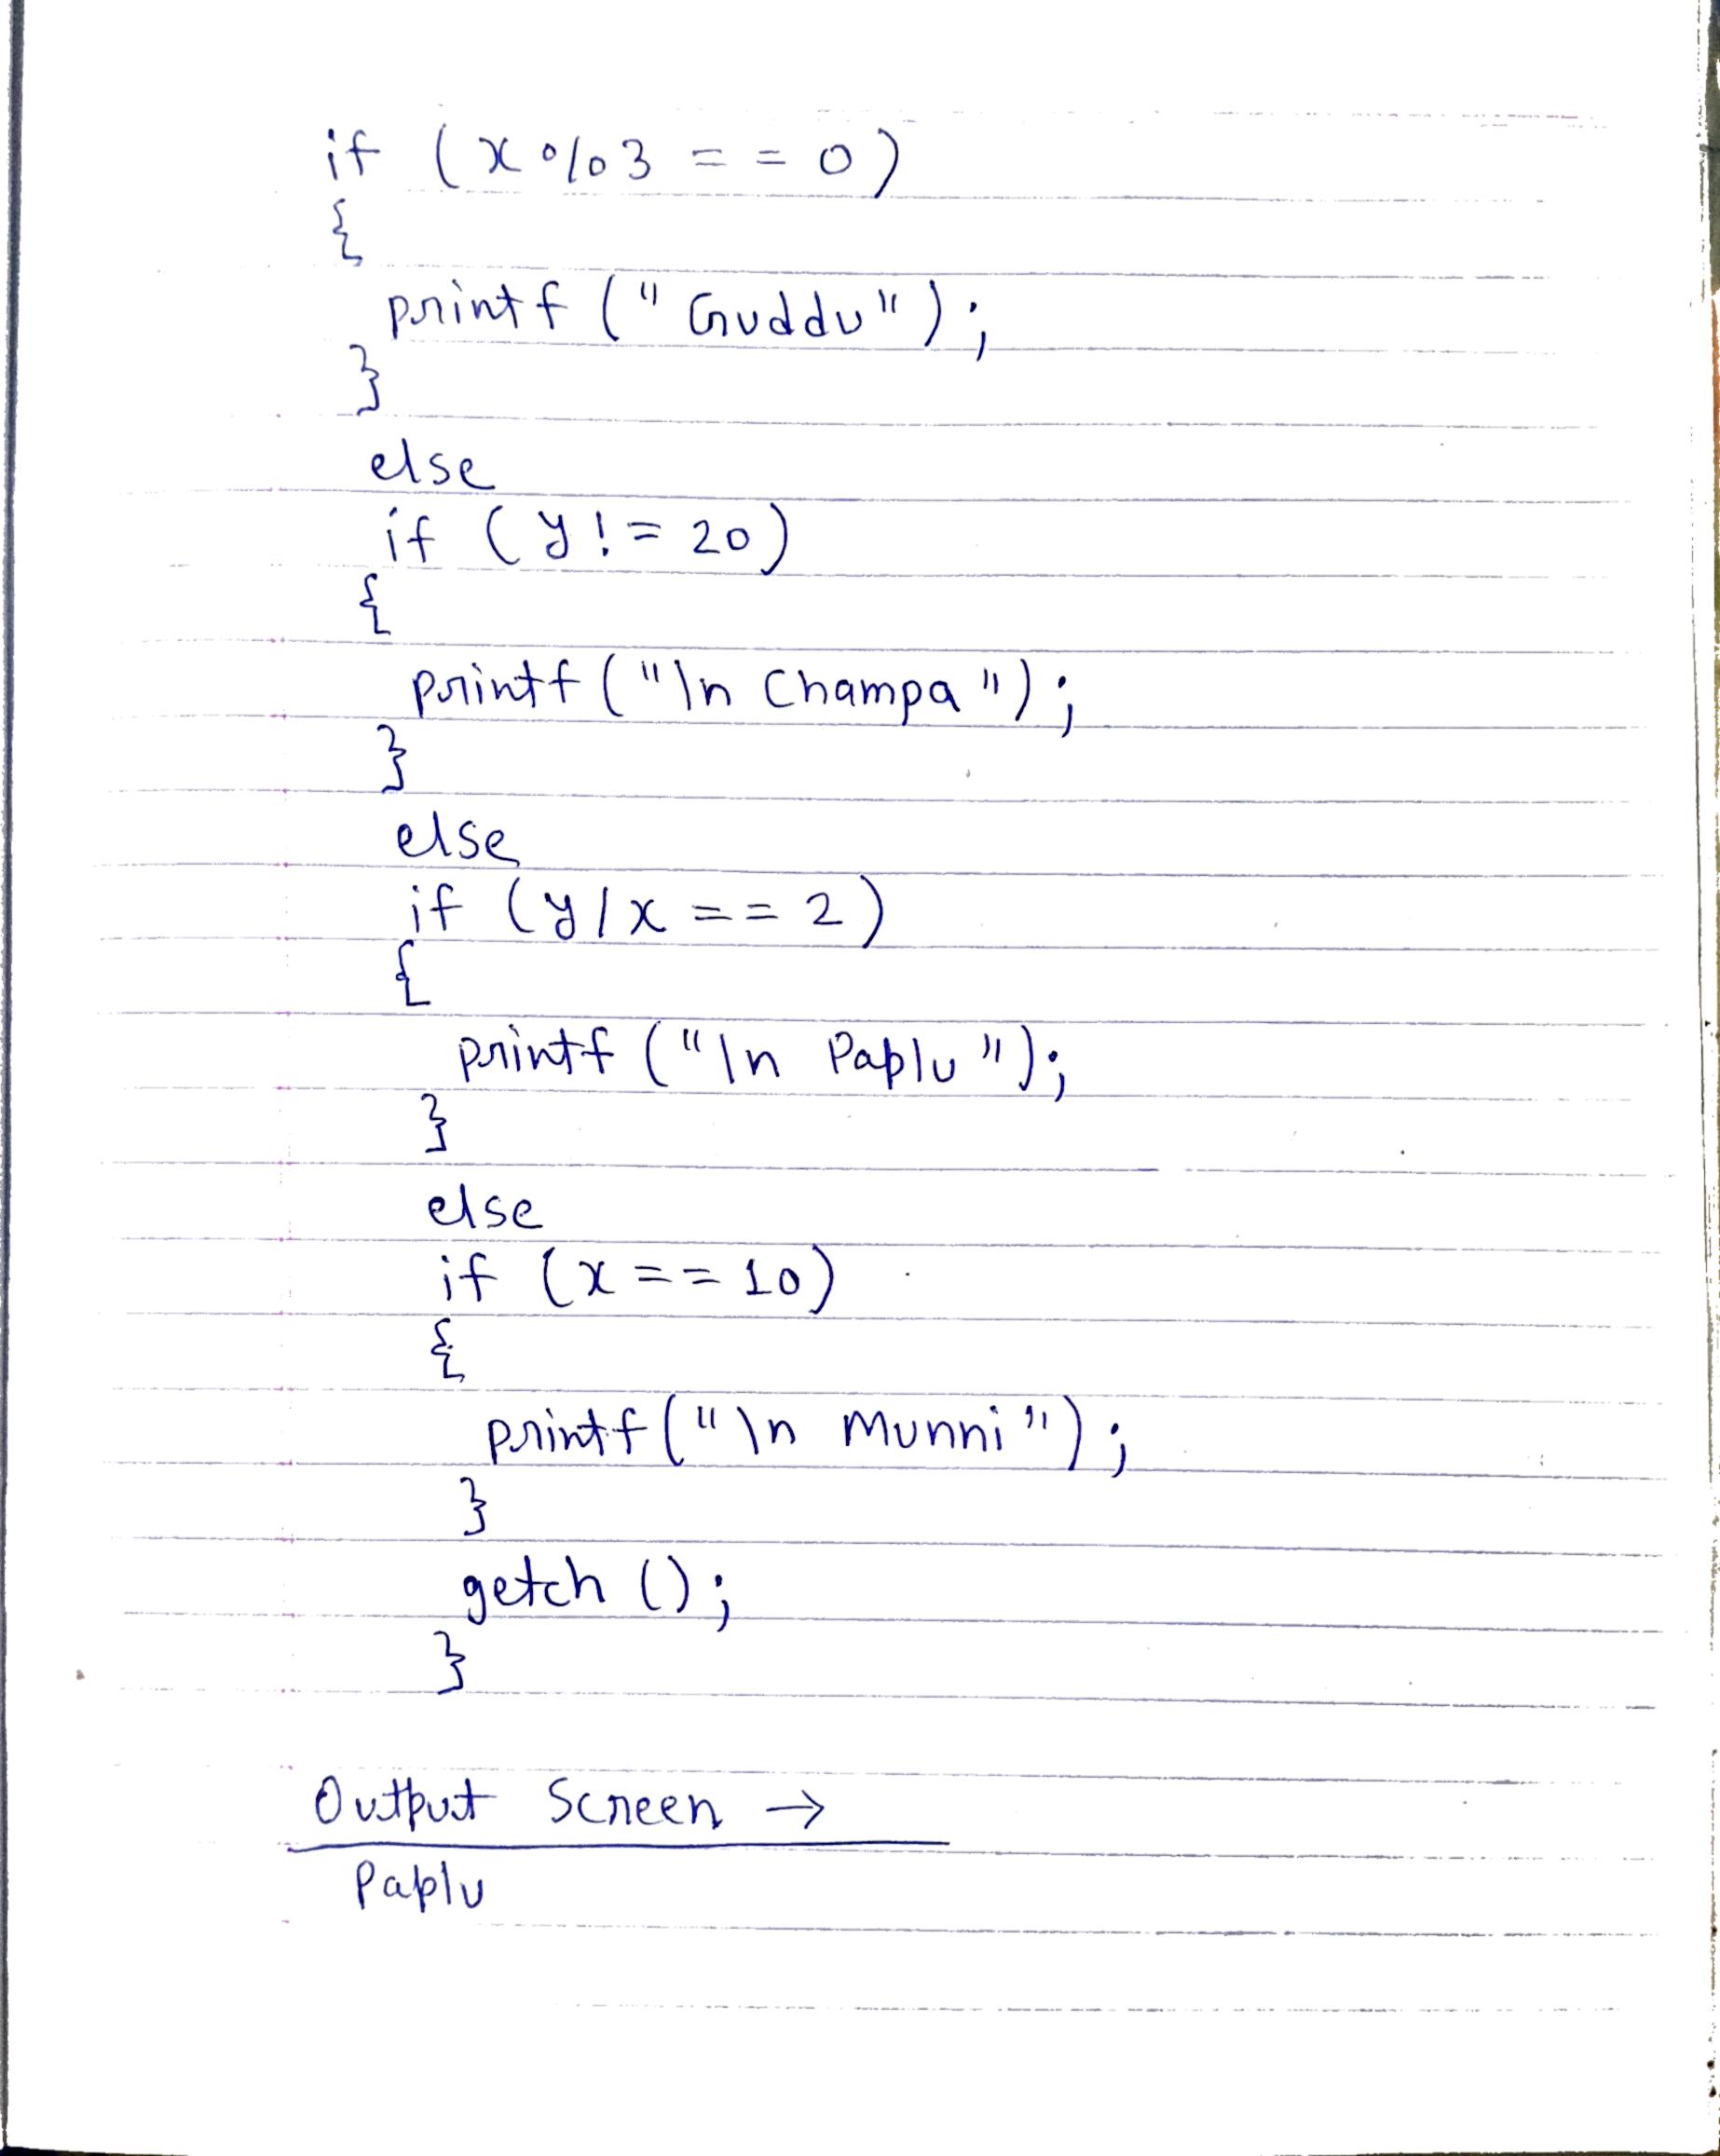 if (x%3 == 0)
{
printf ("Guddu");
}
else
if (y != 20)
{
printf ("\n Champa");
}
else
if (y/x == 2)
{
printf ("\n Paplu");
}
else
if (x == 10)
{
printf ("\n Munni");
}
getch ();
}
Output Screen →
Paplu